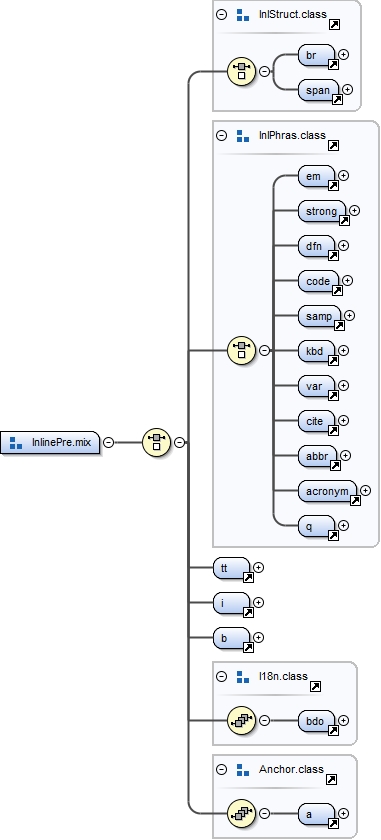 InlStruct.class
br
span
InlPhras.class
em
strong
dfn
code
samp
kbd
var
cite
abbr
acronym
q
InlinePre.mix
tt
i
b
I18n.class
bdo
Anchor.class
a